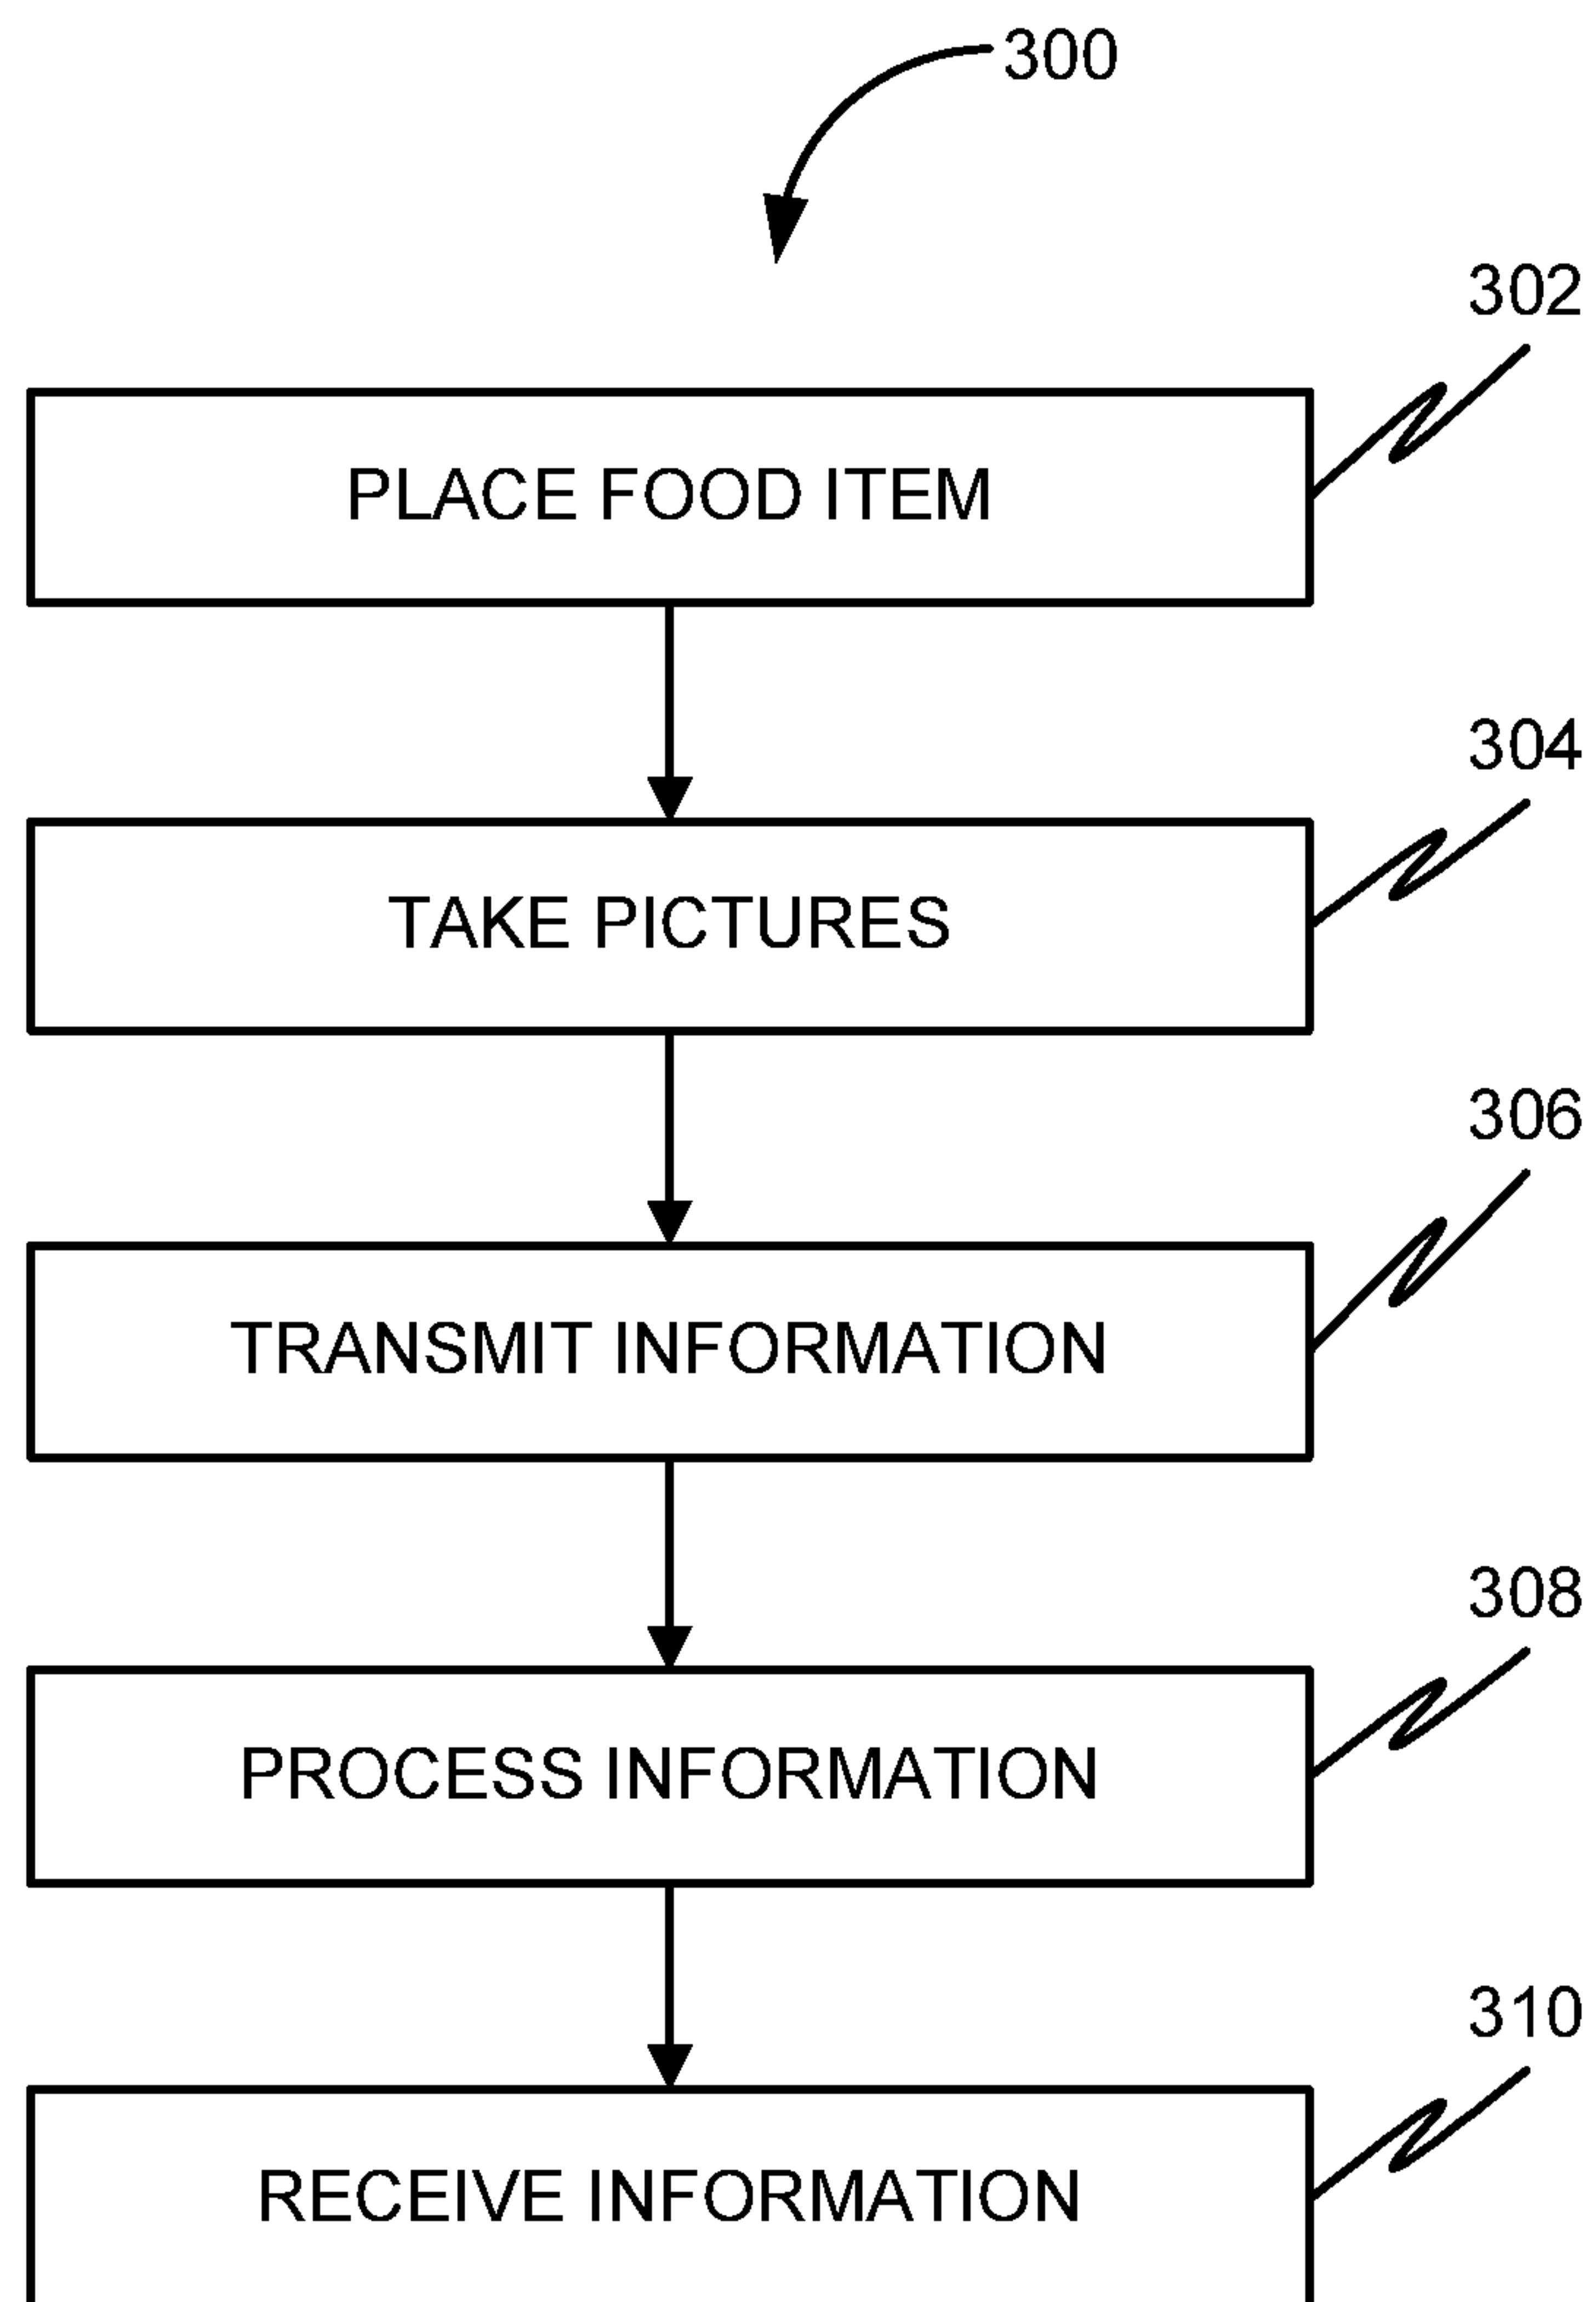 300
302
PLACE FOOD ITEM
304
TAKE PICTURES
306
TRANSMIT INFORMATION
308
PROCESS INFORMATION
310
RECEIVE INFORMATION